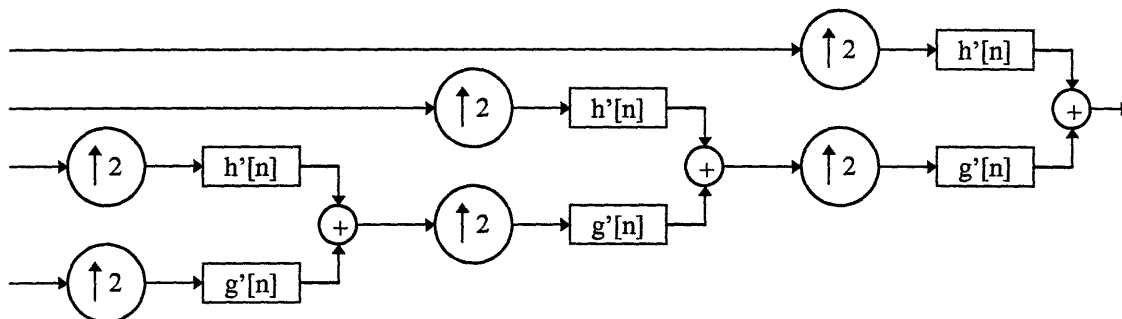 ↑ 2 h'[n]
↑ 2 h'[n] +
↑ 2 h'[n] + ↑ 2 g'[n]
+ ↑ 2 g'[n]
↑ 2 g'[n]